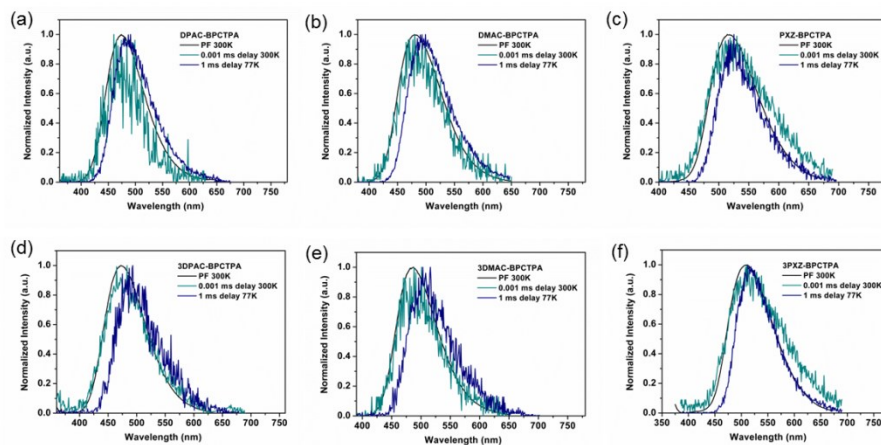 (a)
DPAC-BPCTPA
PF 300K
0.001 ms delay 300K
1 ms delay 77K
Normalized Intensity (a.u.)
1.0
0.8
0.6
0.4
0.2
0.0
400 450 500 550 600 650 700 750
Wavelength (nm)
(b)
DMAC-BPCTPA
PF 300K
0.001 ms delay 300K
1 ms delay 77K
Normalized Intensity (a.u.)
1.0
0.8
0.6
0.4
0.2
0.0
400 450 500 550 600 650 700 750
Wavelength (nm)
(c)
PXZ-BPCTPA
PF 300K
0.001 ms delay 300K
1 ms delay 77K
Normalized Intensity (a.u.)
1.0
0.8
0.6
0.4
0.2
0.0
400 450 500 550 600 650 700 750
Wavelength (nm)
(d)
3DPAC-BPCTPA
PF 300K
0.001 ms delay 300K
1 ms delay 77K
Normalized Intensity (a.u.)
1.0
0.8
0.6
0.4
0.2
0.0
400 450 500 550 600 650 700 750
Wavelength (nm)
(e)
3DMAC-BPCTPA
PF 300K
0.001 ms delay 300K
1 ms delay 77K
Normalized Intensity (a.u.)
1.0
0.8
0.6
0.4
0.2
0.0
400 450 500 550 600 650 700 750
Wavelength (nm)
(f)
3PXZ-BPCTPA
PF 300K
0.001 ms delay 300K
1 ms delay 77K
Normalized Intensity (a.u.)
1.0
0.8
0.6
0.4
0.2
0.0
350 400 450 500 550 600 650 700 750
Wavelength (nm)